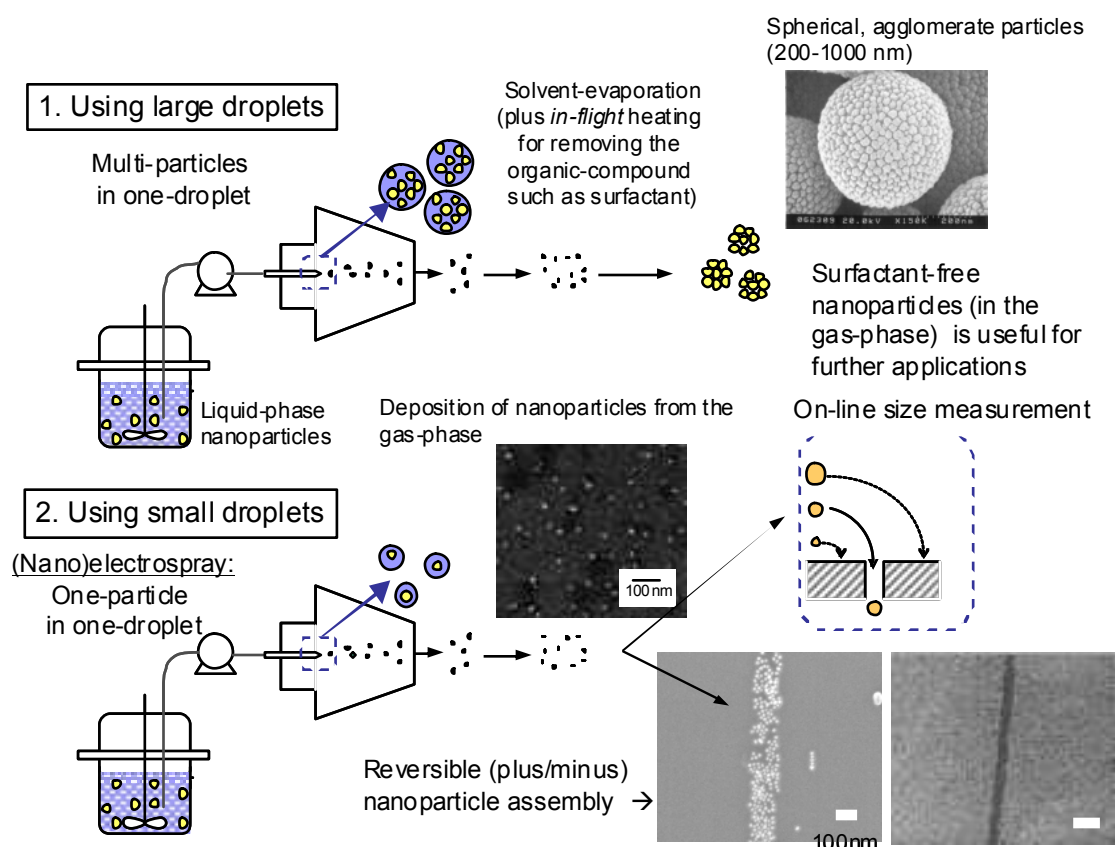 Spherical, agglomerate particles
(200-1000 nm)
1. Using large droplets
Solvent-evaporation
(plus in-flight heating
for removing the
organic-compound
such as surfactant)
Multi-particles
in one-droplet
062309 20.0kV X150K 200nm
Surfactant-free
nanoparticles (in the
gas-phase) is useful for
further applications
Liquid-phase
nanoparticles
Deposition of nanoparticles from the
gas-phase
On-line size measurement
2. Using small droplets
(Nano)electrospray:
One-particle
in one-droplet
100 nm
Reversible (plus/minus)
nanoparticle assembly →
100nm